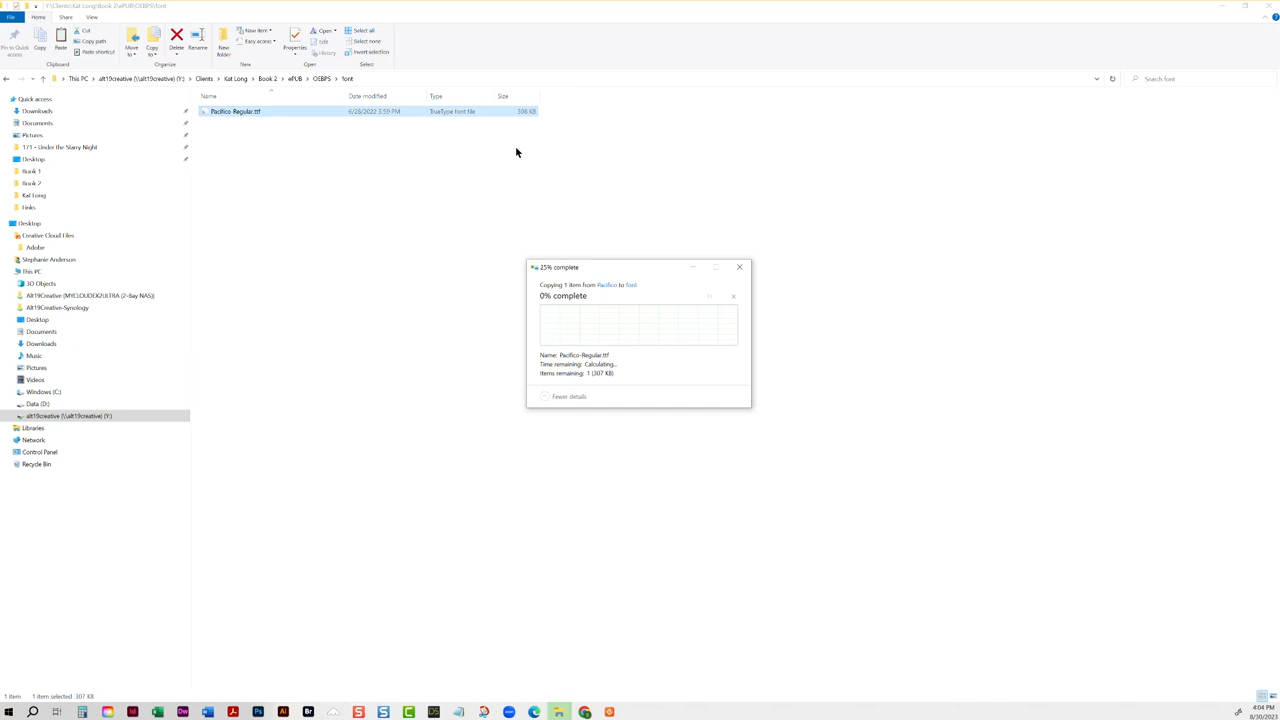 Y:\Clients\Kat Long\Book 2\ePUB\OEBPS\font
File Home Share View
Pin to Quick access
Copy
Paste
Cut
Copy path
Paste shortcut
Move to
Copy to
Delete
Rename
New folder
New item
Easy access
Properties
Open
Edit
History
Select all
Select none
Invert selection
Clipboard Organize New Open Select
This PC alt19creative (\\alt19creative) (Y:) Clients Kat Long Book 2 ePUB OEBPS font
Search font
Name Date modified Type Size
Pacifico-Regular.ttf 6/28/2022 3:59 PM TrueType font file 308 KB
Quick access
Downloads
Documents
Pictures
171 - Under the Starry Night
Desktop
Book 1
Book 2
Kat Long
Links
Desktop
Creative Cloud Files
Adobe
Stephanie Anderson
This PC
3D Objects
Alt19Creative (MYCLOUDEX2ULTRA (2-Bay NAS))
Alt19Creative-Synology
Desktop
Documents
Downloads
Music
Pictures
Videos
Windows (C:)
Data (D:)
alt19creative (\\alt19creative) (Y:)
Libraries
Network
Control Panel
Recycle Bin
25% complete
Copying 1 item from Pacifico to font
0% complete
Name: Pacifico-Regular.ttf
Time remaining: Calculating...
Items remaining: 1 (307 KB)
Fewer details
1 item 1 item selected 307 KB
4:04 PM
8/30/2023